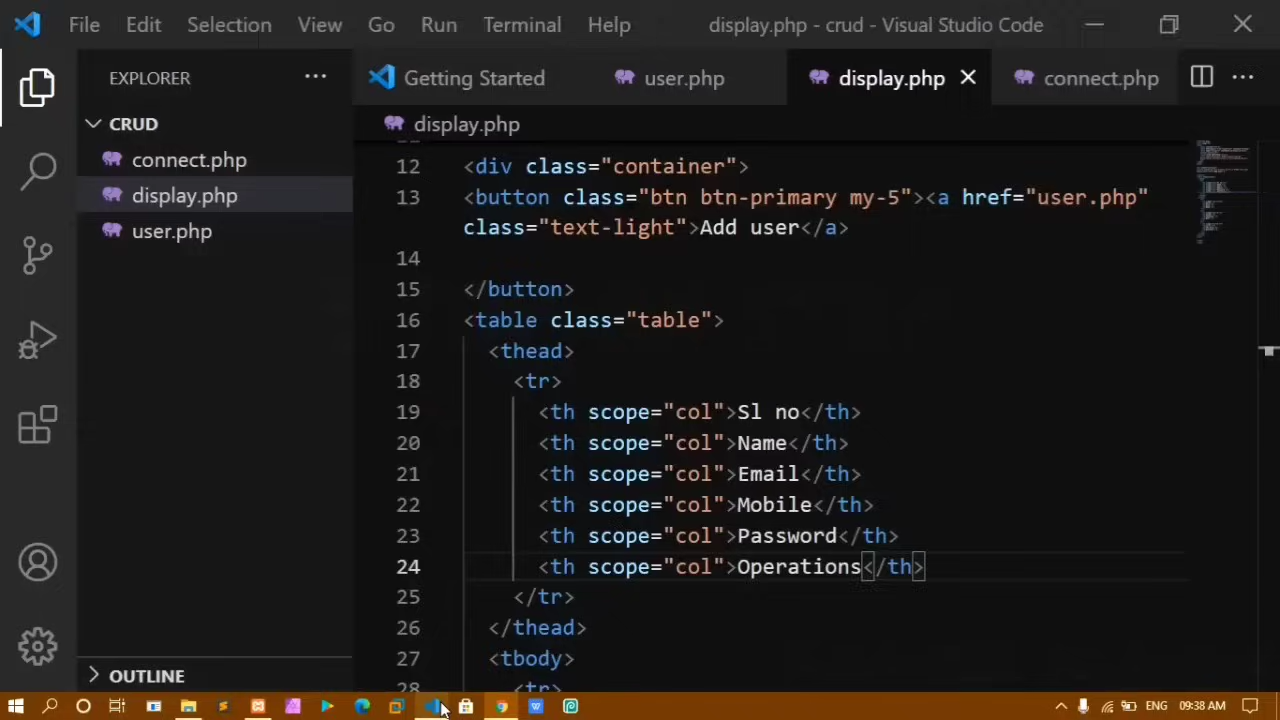 File Edit Selection View Go Run Terminal Help display.php - crud - Visual Studio Code
EXPLORER ··· Getting Started user.php display.php connect.php ···
CRUD
connect.php
display.php
user.php
OUTLINE
display.php
12 <div class="container">
13 <button class="btn btn-primary my-5"><a href="user.php"
class="text-light">Add user</a>
14
15 </button>
16 <table class="table">
17 <thead>
18 <tr>
19 <th scope="col">Sl no</th>
20 <th scope="col">Name</th>
21 <th scope="col">Email</th>
22 <th scope="col">Mobile</th>
23 <th scope="col">Password</th>
24 <th scope="col">Operations</th>
25 </tr>
26 </thead>
27 <tbody>
28 <tr>
ENG 09:38 AM